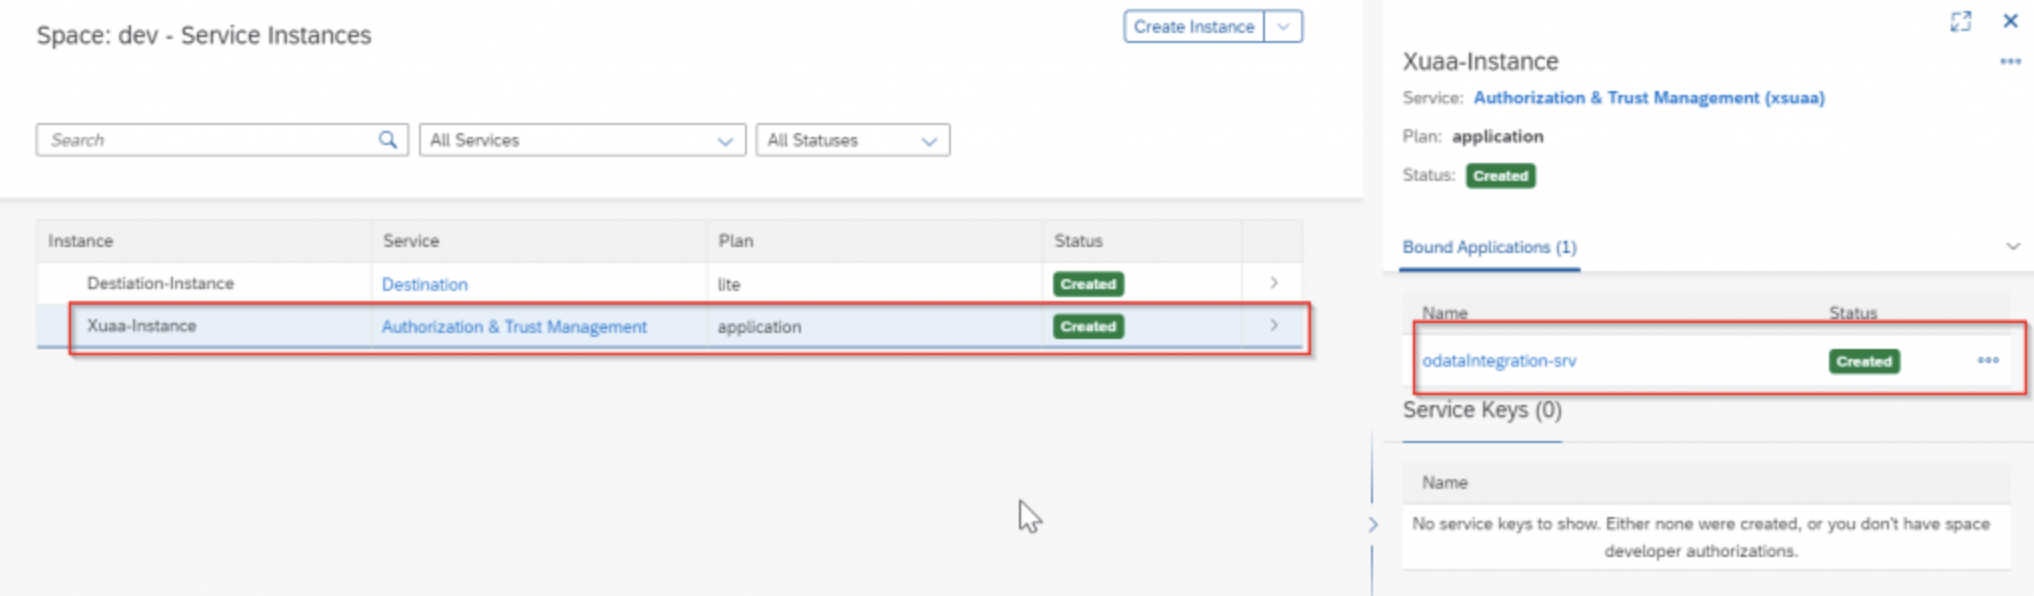 Space: dev - Service Instances
Create Instance
Search
All Services
All Statuses
Instance Service Plan Status
Destiation-Instance Destination lite Created
Xuaa-Instance Authorization & Trust Management application Created
Xuaa-Instance
Service: Authorization & Trust Management (xsuaa)
Plan: application
Status: Created
Bound Applications (1)
Name Status
odataIntegration-srv Created
Service Keys (0)
Name
No service keys to show. Either none were created, or you don't have space
developer authorizations.